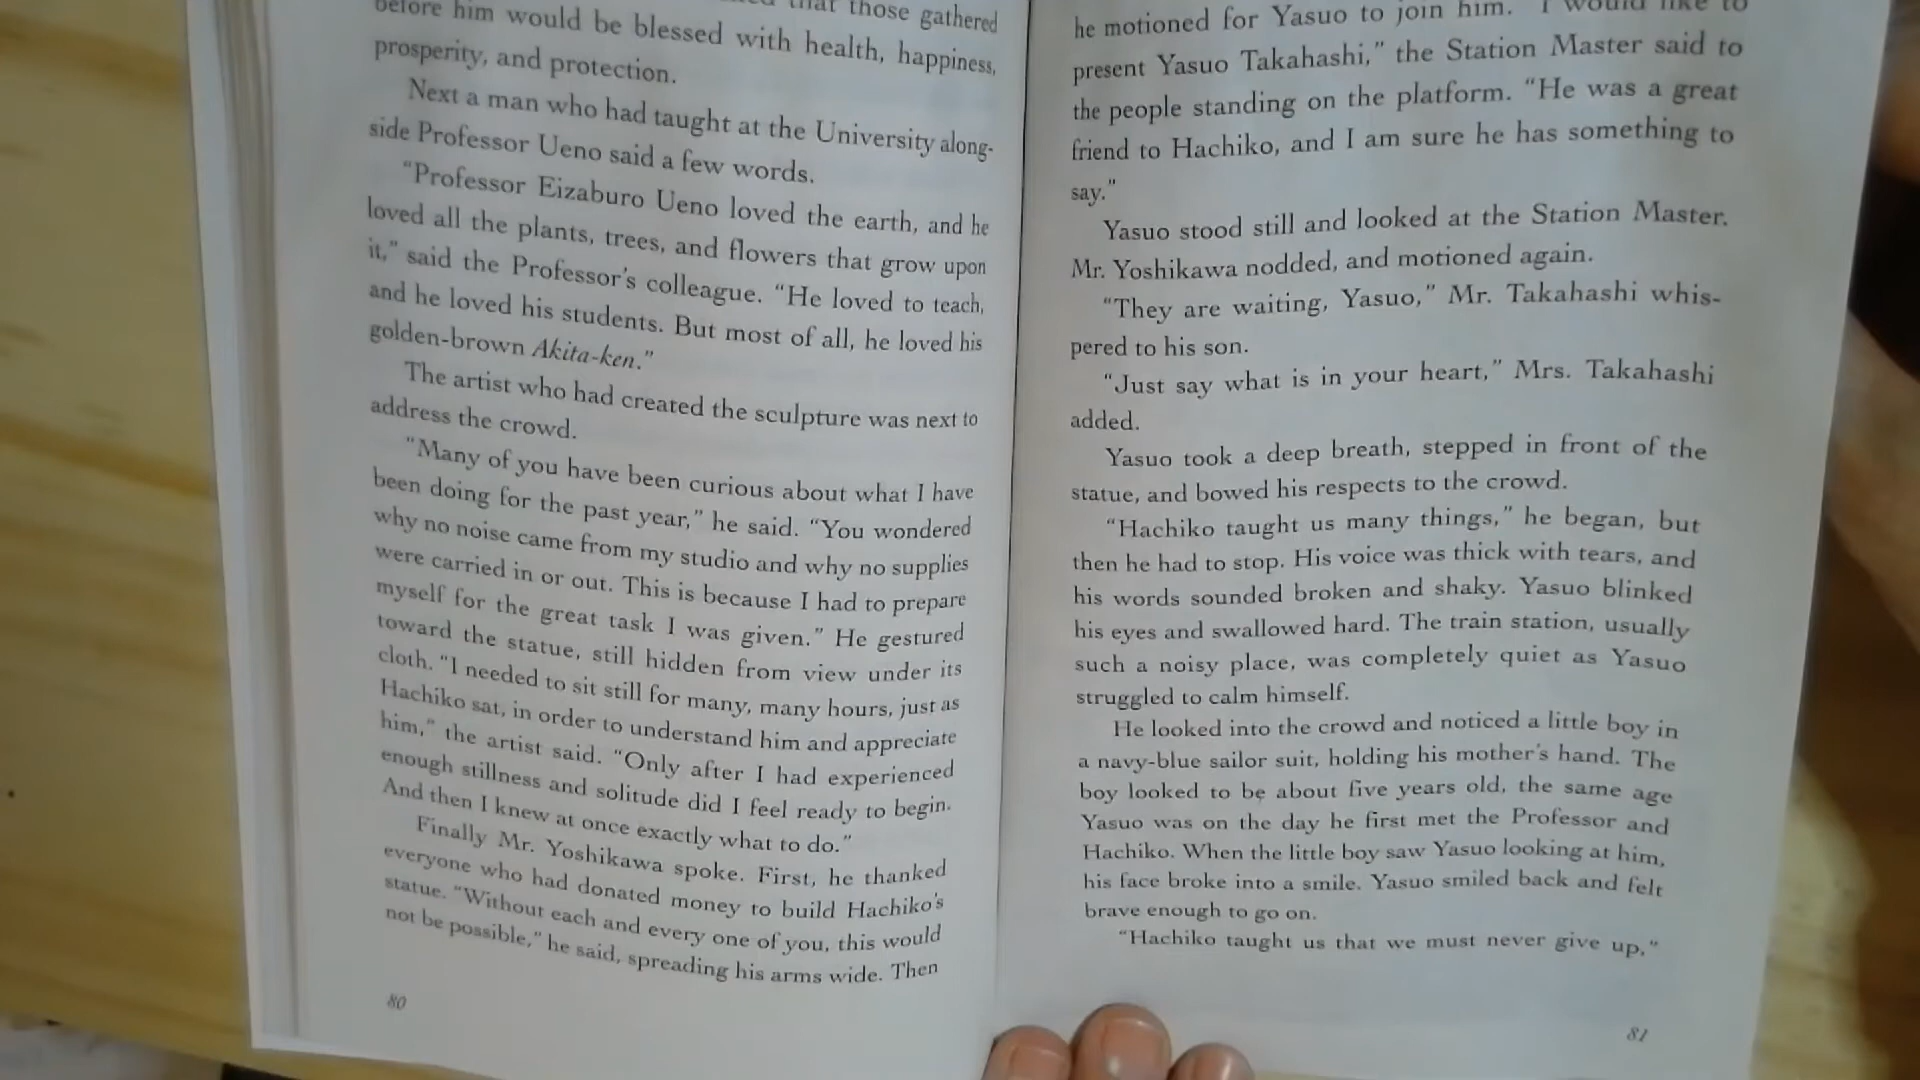 that those gathered
before him would be blessed with health, happiness,
prosperity, and protection.
Next a man who had taught at the University along-
side Professor Ueno said a few words.
“Professor Eizaburo Ueno loved the earth, and he
loved all the plants, trees, and flowers that grow upon
it,” said the Professor’s colleague. “He loved to teach,
and he loved his students. But most of all, he loved his
golden-brown Akita-ken.”
The artist who had created the sculpture was next to
address the crowd.
“Many of you have been curious about what I have
been doing for the past year,” he said. “You wondered
why no noise came from my studio and why no supplies
were carried in or out. This is because I had to prepare
myself for the great task I was given.” He gestured
toward the statue, still hidden from view under its
cloth. “I needed to sit still for many, many hours, just as
Hachiko sat, in order to understand him and appreciate
him,” the artist said. “Only after I had experienced
enough stillness and solitude did I feel ready to begin.
And then I knew at once exactly what to do.”
Finally Mr. Yoshikawa spoke. First, he thanked
everyone who had donated money to build Hachiko’s
statue. “Without each and every one of you, this would
not be possible,” he said, spreading his arms wide. Then
80
he motioned for Yasuo to join him. “I would like to
present Yasuo Takahashi,” the Station Master said to
the people standing on the platform. “He was a great
friend to Hachiko, and I am sure he has something to
say.”
Yasuo stood still and looked at the Station Master.
Mr. Yoshikawa nodded, and motioned again.
“They are waiting, Yasuo,” Mr. Takahashi whis-
pered to his son.
“Just say what is in your heart,” Mrs. Takahashi
added.
Yasuo took a deep breath, stepped in front of the
statue, and bowed his respects to the crowd.
“Hachiko taught us many things,” he began, but
then he had to stop. His voice was thick with tears, and
his words sounded broken and shaky. Yasuo blinked
his eyes and swallowed hard. The train station, usually
such a noisy place, was completely quiet as Yasuo
struggled to calm himself.
He looked into the crowd and noticed a little boy in
a navy-blue sailor suit, holding his mother’s hand. The
boy looked to be about five years old, the same age
Yasuo was on the day he first met the Professor and
Hachiko. When the little boy saw Yasuo looking at him,
his face broke into a smile. Yasuo smiled back and felt
brave enough to go on.
“Hachiko taught us that we must never give up,”
81